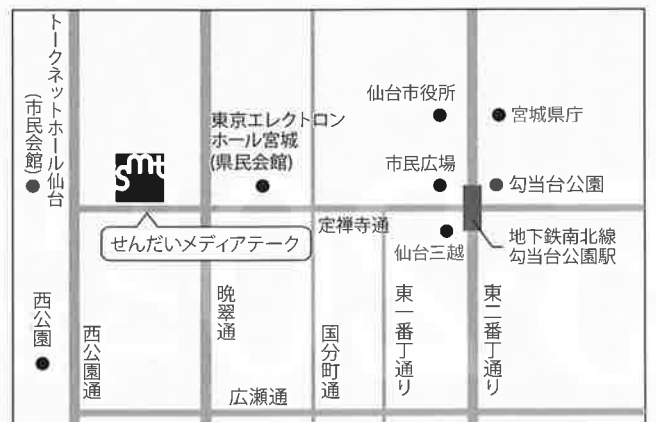 トークネットホール仙台
(市民会館)
smt
せんだいメディアテーク
東京エレクトロン
ホール宮城
(県民会館)
仙台市役所
宮城県庁
市民広場
勾当台公園
定禅寺通
仙台三越
地下鉄南北線
勾当台公園駅
西公園
西公園通
晩翠通
広瀬通
国分町通
東一番丁通り
東二番丁通り